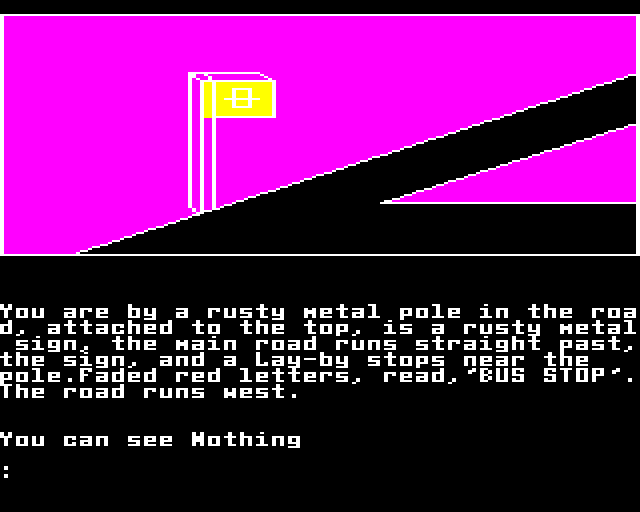 You are by a rusty metal pole in the roa
d, attached to the top, is a rusty metal
 sign, the main road runs straight past,
the sign, and a Lay-by stops near the
pole.Faded red letters, read,"BUS STOP".
The road runs west.
You can see Nothing
: